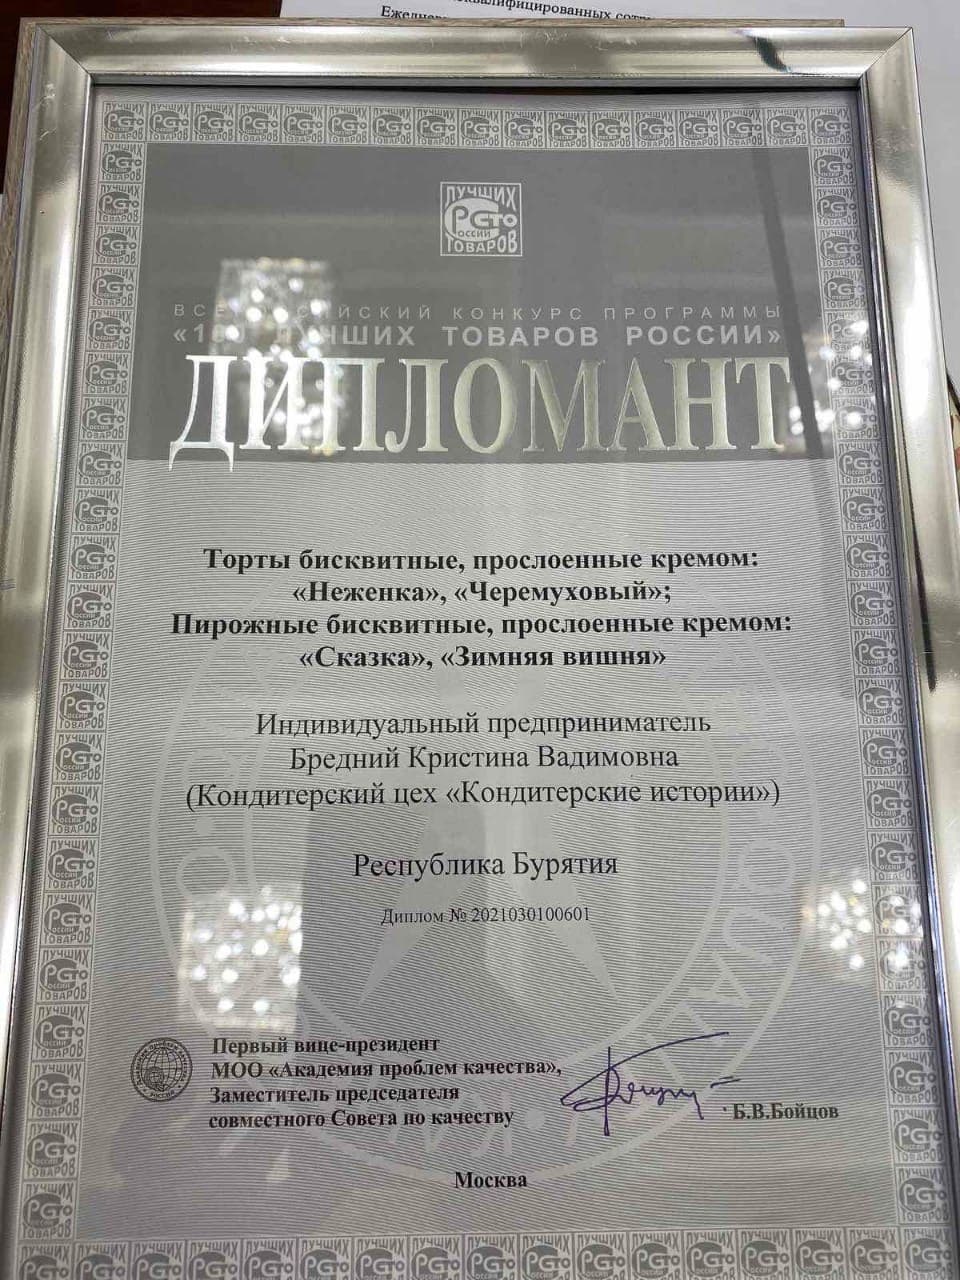 ЛУЧШИХ
РСТО
ОССИИ
ТОВАРОВ
КОНКУРС ПРОГРАММЫ
ТОВАРОВ РОССИИ»
ДИПЛОМАНТ
Торты бисквитные, прослоенные кремом:
«Неженка», «Черемуховый»;
Пирожные бисквитные, прослоенные кремом:
«Сказка», «Зимняя вишня»
Индивидуальный предприниматель
Бредний Кристина Вадимовна
(Кондитерский цех «Кондитерские истории»)
Республика Бурятия
Диплом № 2021030100601
Первый вице-президент
МОО «Академия проблем качества»,
Заместитель председателя
совместного Совета по качеству
Б.В.Бойцов
Москва